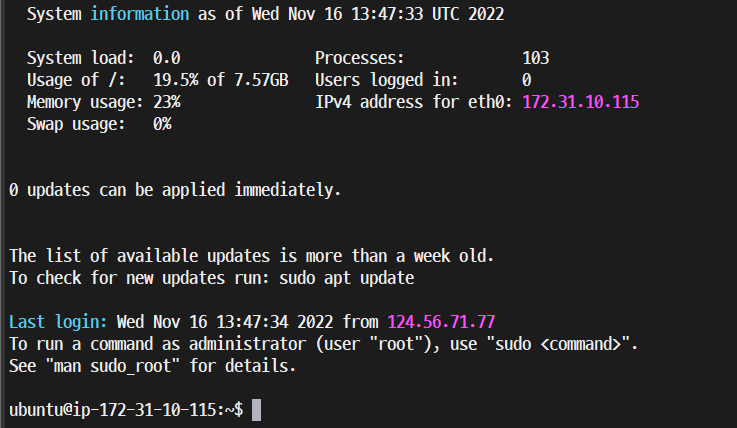 System information as of Wed Nov 16 13:47:33 UTC 2022
System load:  0.0                Processes:             103
Usage of /:   19.5% of 7.57GB   Users logged in:       0
Memory usage: 23%                IPv4 address for eth0: 172.31.10.115
Swap usage:   0%
0 updates can be applied immediately.
The list of available updates is more than a week old.
To check for new updates run: sudo apt update
Last login: Wed Nov 16 13:47:34 2022 from 124.56.71.77
To run a command as administrator (user "root"), use "sudo <command>".
See "man sudo_root" for details.
ubuntu@ip-172-31-10-115:~$